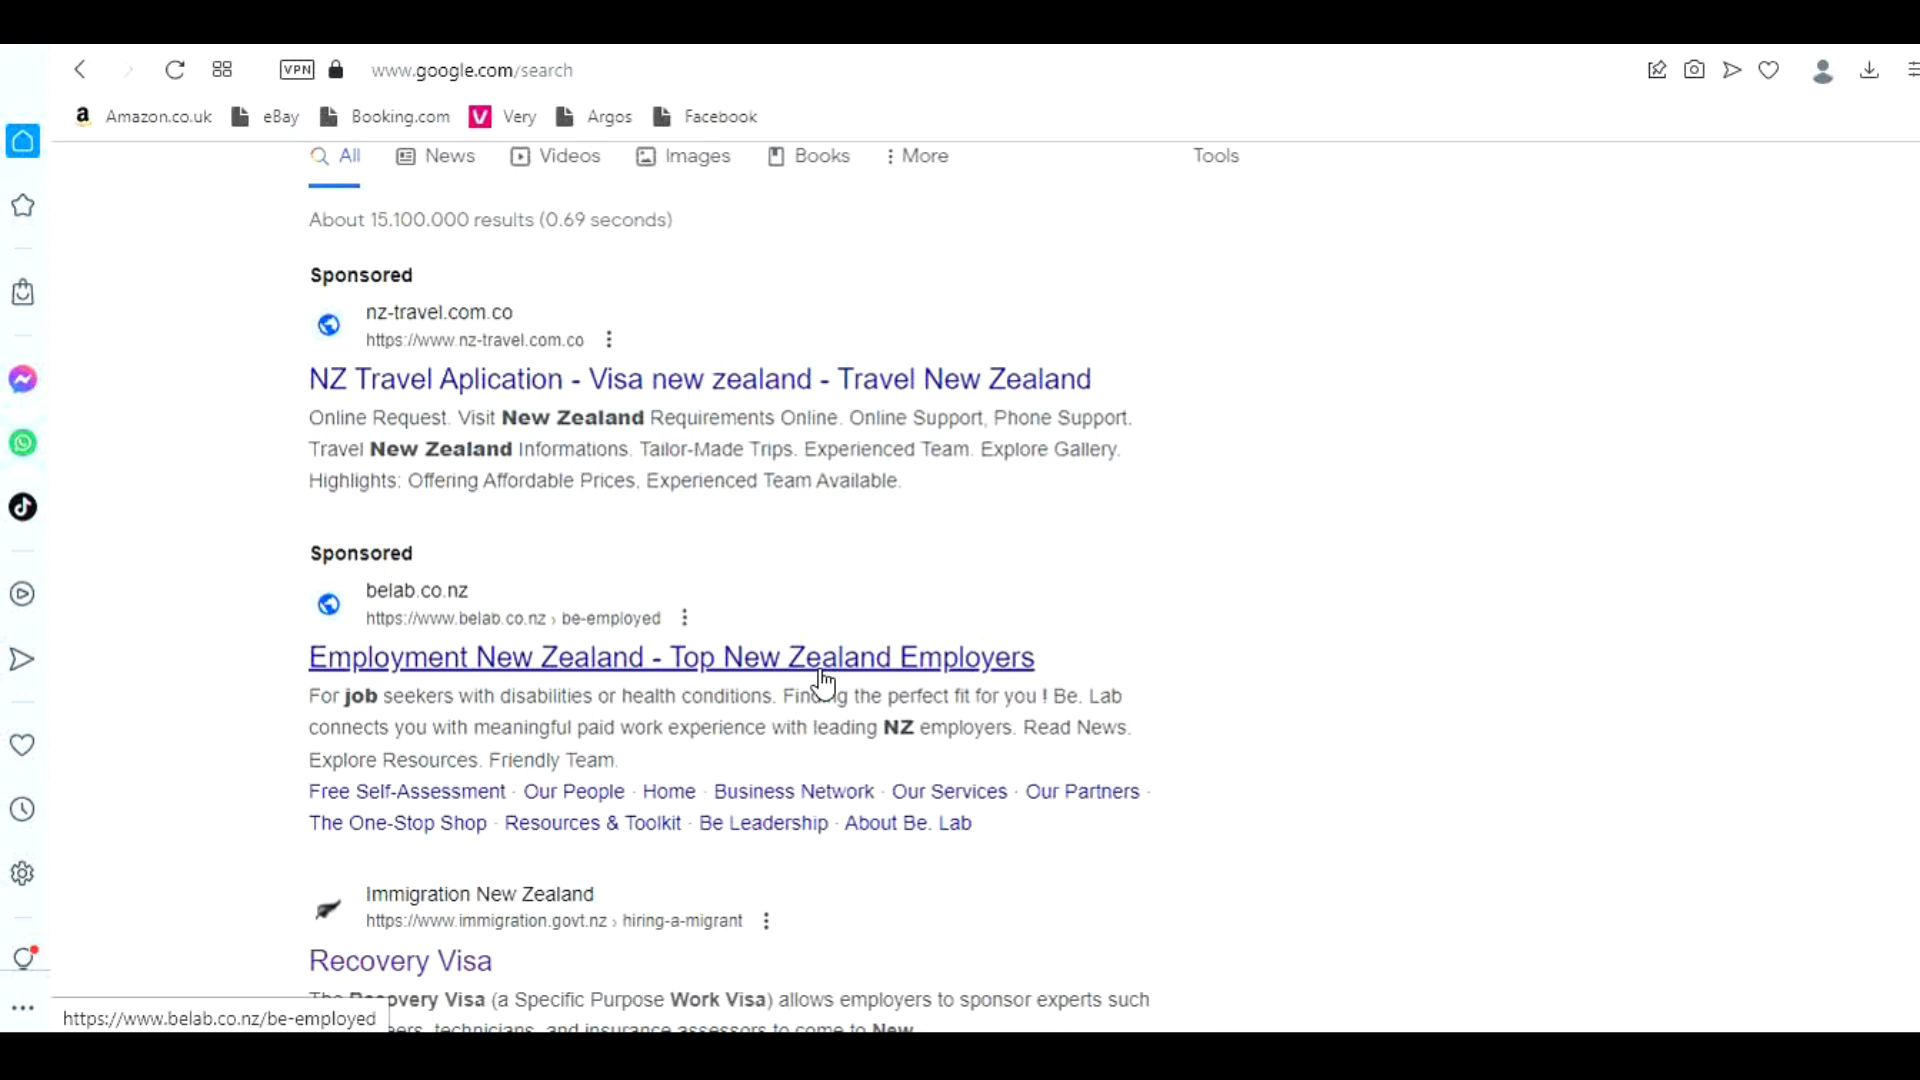 VPN www.google.com/search
a Amazon.co.uk eBay Booking.com V Very Argos Facebook
All News Videos Images Books More Tools
About 15.100.000 results (0.69 seconds)
Sponsored
nz-travel.com.co
https://www.nz-travel.com.co
NZ Travel Aplication - Visa new zealand - Travel New Zealand
Online Request. Visit New Zealand Requirements Online. Online Support, Phone Support.
Travel New Zealand Informations. Tailor-Made Trips. Experienced Team. Explore Gallery.
Highlights: Offering Affordable Prices, Experienced Team Available.
Sponsored
belab.co.nz
https://www.belab.co.nz › be-employed
Employment New Zealand - Top New Zealand Employers
For job seekers with disabilities or health conditions. Finding the perfect fit for you ! Be. Lab
connects you with meaningful paid work experience with leading NZ employers. Read News.
Explore Resources. Friendly Team.
Free Self-Assessment · Our People · Home · Business Network · Our Services · Our Partners ·
The One-Stop Shop · Resources & Toolkit · Be Leadership · About Be. Lab
Immigration New Zealand
https://www.immigration.govt.nz › hiring-a-migrant
Recovery Visa
The Recovery Visa (a Specific Purpose Work Visa) allows employers to sponsor experts such
technicians, and insurance assessors to come to New
https://www.belab.co.nz/be-employed